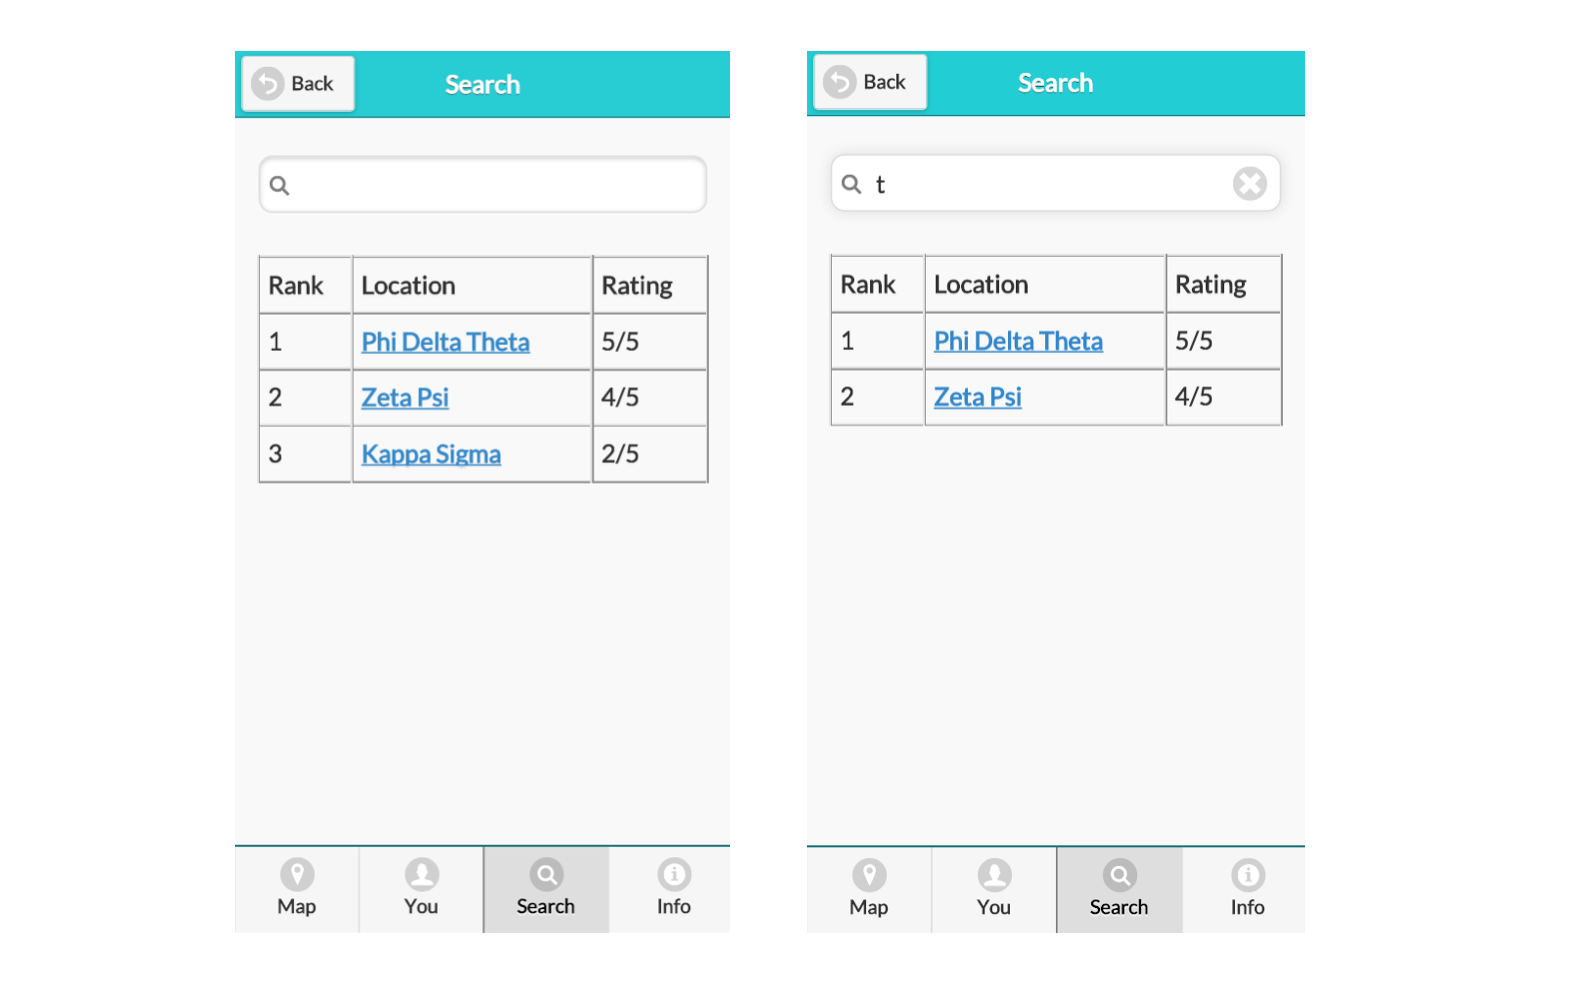 Back Search
Rank Location Rating
1 Phi Delta Theta 5/5
2 Zeta Psi 4/5
3 Kappa Sigma 2/5
Map You Search Info
Back Search
t
Rank Location Rating
1 Phi Delta Theta 5/5
2 Zeta Psi 4/5
Map You Search Info